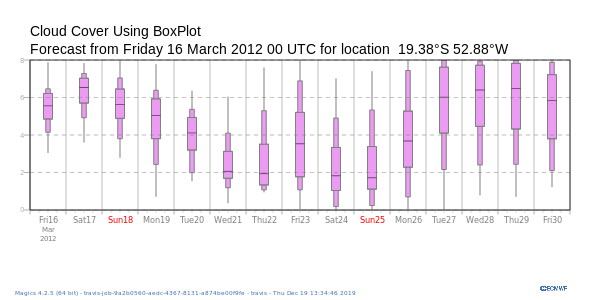 Cloud Cover Using BoxPlot
Forecast from Friday 16 March 2012 00 UTC for location  19.38°S 52.88°W
8
6
4
2
0
Fri16 Sat17 Sun18 Mon19 Tue20 Wed21 Thu22 Fri23 Sat24 Sun25 Mon26 Tue27 Wed28 Thu29 Fri30
Mar
2012
Magics 4.2.5 (64 bit) - travis-job-9a2b0560-aedc-4367-8131-a874be00f9fe - travis - Thu Dec 19 13:34:46 2019
©ECMWF